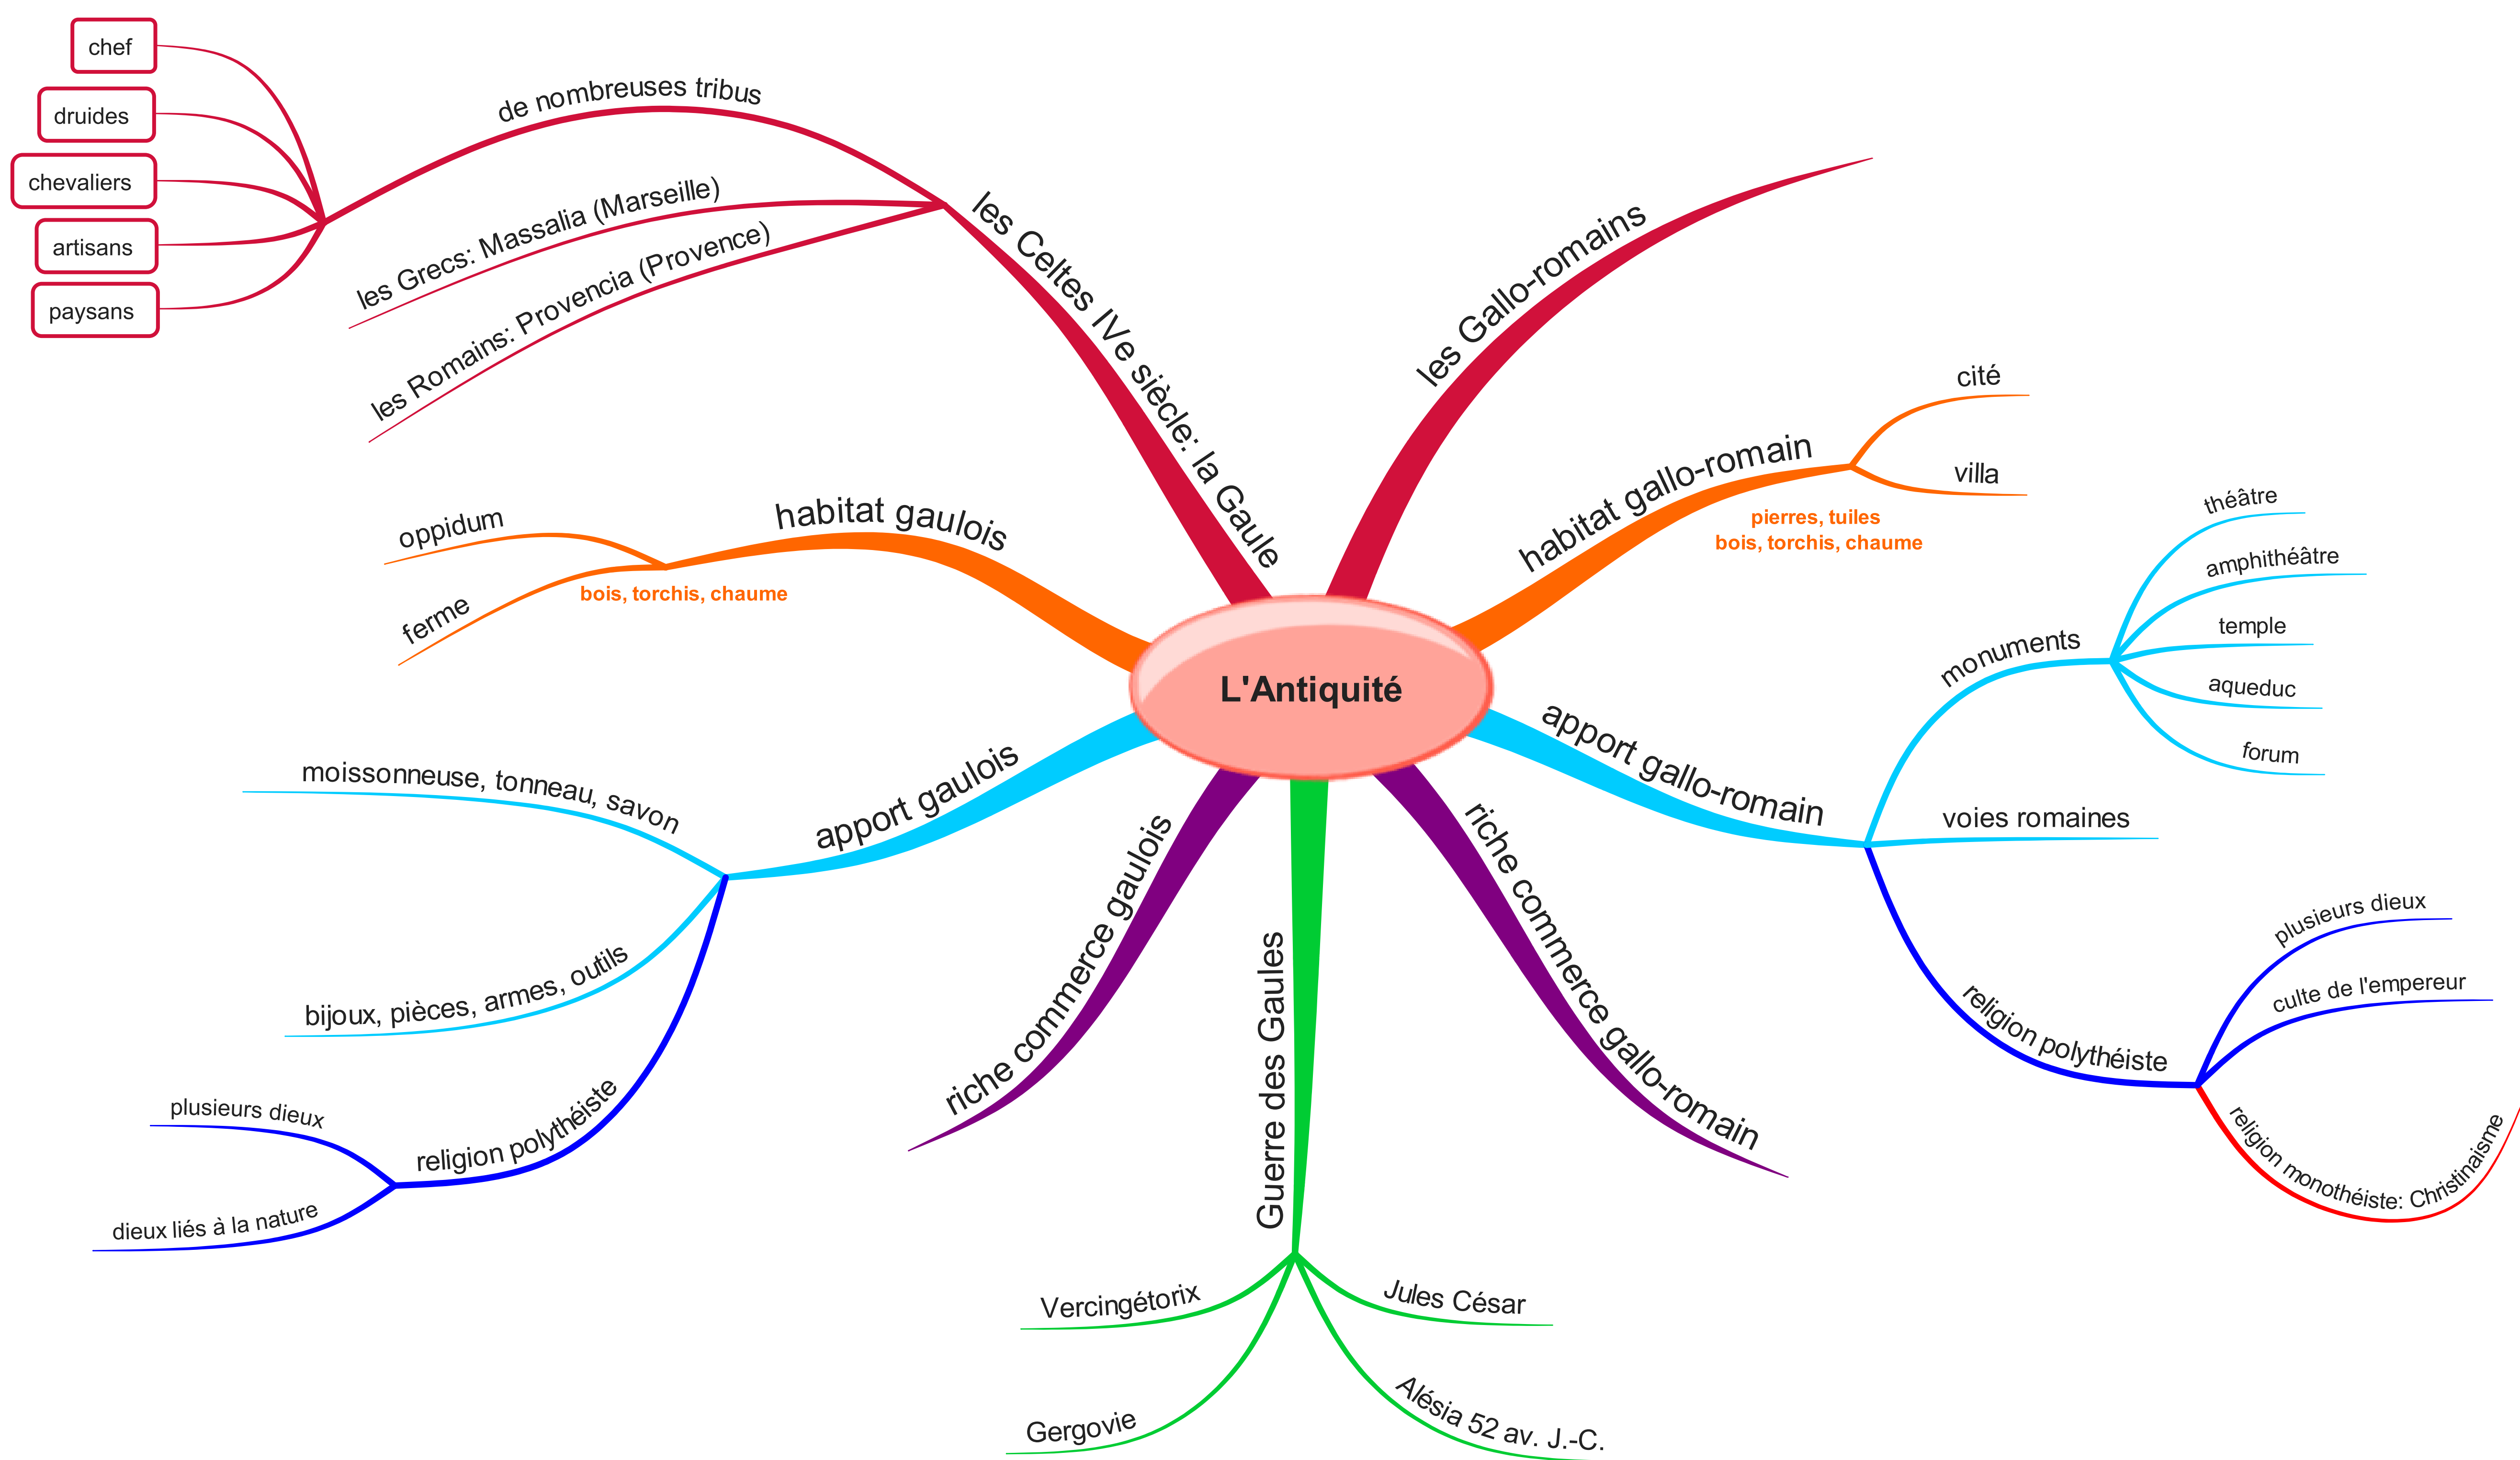 L'Antiquité
les Celtes IVe siècle: la Gaule
de nombreuses tribus
chef
druides
chevaliers
artisans
paysans
les Grecs: Massalia (Marseille)
les Romains: Provencia (Provence)
habitat gaulois
oppidum
ferme
bois, torchis, chaume
apport gaulois
moissonneuse, tonneau, savon
bijoux, pièces, armes, outils
religion polythéiste
plusieurs dieux
dieux liés à la nature
riche commerce gaulois
Guerre des Gaules
Vercingétorix
Gergovie
Jules César
Alésia 52 av. J.-C.
les Gallo-romains
habitat gallo-romain
cité
villa
pierres, tuiles
bois, torchis, chaume
apport gallo-romain
monuments
théâtre
amphithéâtre
temple
aqueduc
forum
voies romaines
religion polythéiste
plusieurs dieux
culte de l'empereur
religion monothéiste: Christinaisme
riche commerce gallo-romain